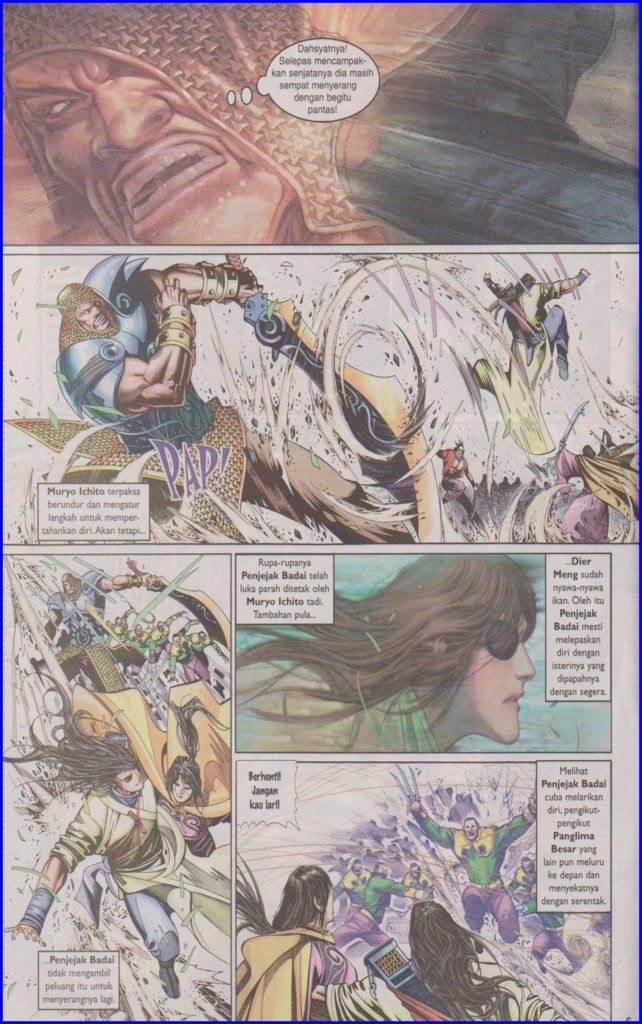 Dahsyatnya!
Selepas mencampak-
kan senjatanya dia masih
sempat menyerang
dengan begitu
pantas!
PAP!
Muryo Ichito terpaksa
berundur dan mengatur
langkah untuk memper-
tahankan diri. Akan tetapi...
...Penjejak Badai
tidak mengambil
peluang itu untuk
menyerangnya lagi.
Rupa-rupanya
Penjejak Badai telah
luka parah ditetak oleh
Muryo Ichito tadi.
Tambahan pula...
...Dier
Meng sudah
nyawa-nyawa
ikan. Oleh itu
Penjejak
Badai mesti
melepaskan
diri dengan
isterinya yang
dipapahnya
dengan segera.
Berhenti!
Jangan
kau lari!
Melihat
Penjejak Badai
cuba melarikan
diri, pengikut-
pengikut
Panglima
Besar yang
lain pun meluru
ke depan dan
menyekatnya
dengan serentak.